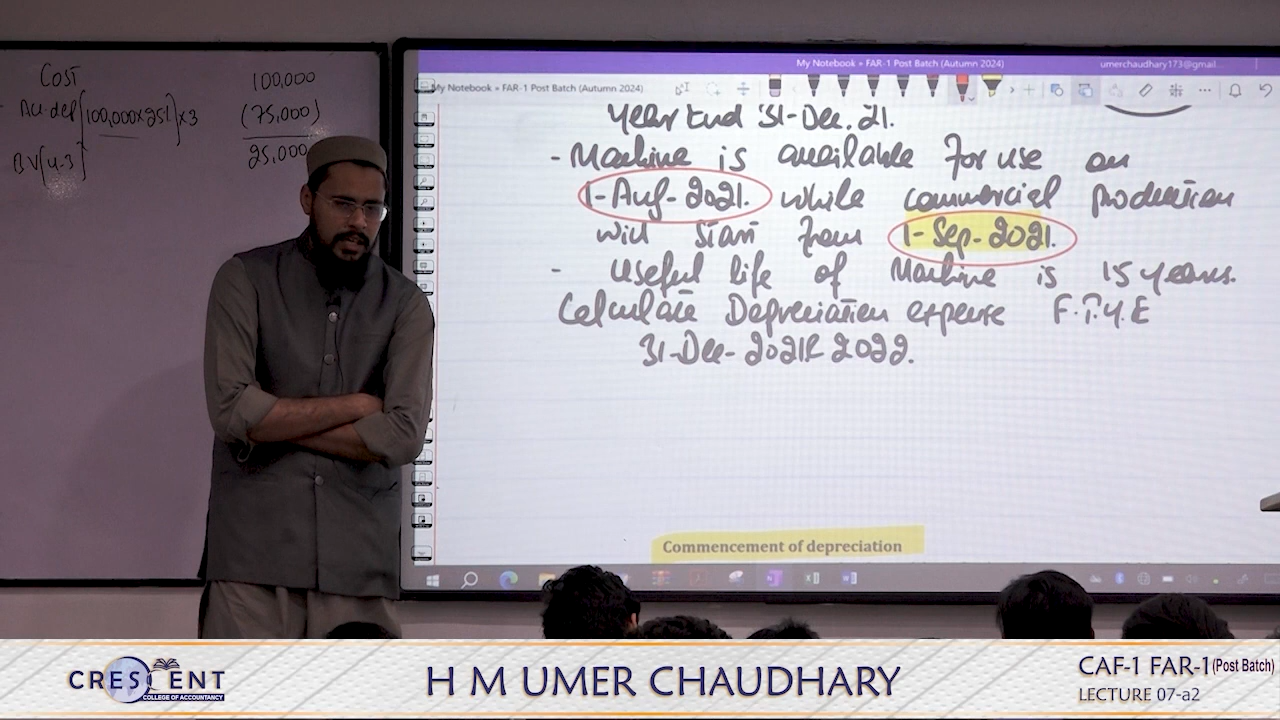 Cost 100,000
Au-dep [100,000x25%]x3 (75,000)
BV(u-3) 25,000
My Notebook » FAR-1 Post Batch (Autumn 2024)
umerchaudhary173@gmail...
My Notebook » FAR-1 Post Batch (Autumn 2024)
Year End 31-Dec. 21.
- Machine is available for use on
1-Aug-2021. while commercial production
will start from 1-Sep-2021.
- useful life of Machine is 15 years.
Calculate Depreciation expense F.T.Y.E
31-Dec-2021& 2022.
Commencement of depreciation
CRESCENT
COLLEGE OF ACCOUNTANCY
H M UMER CHAUDHARY
CAF-1 FAR-1 (Post Batch)
LECTURE 07-a2